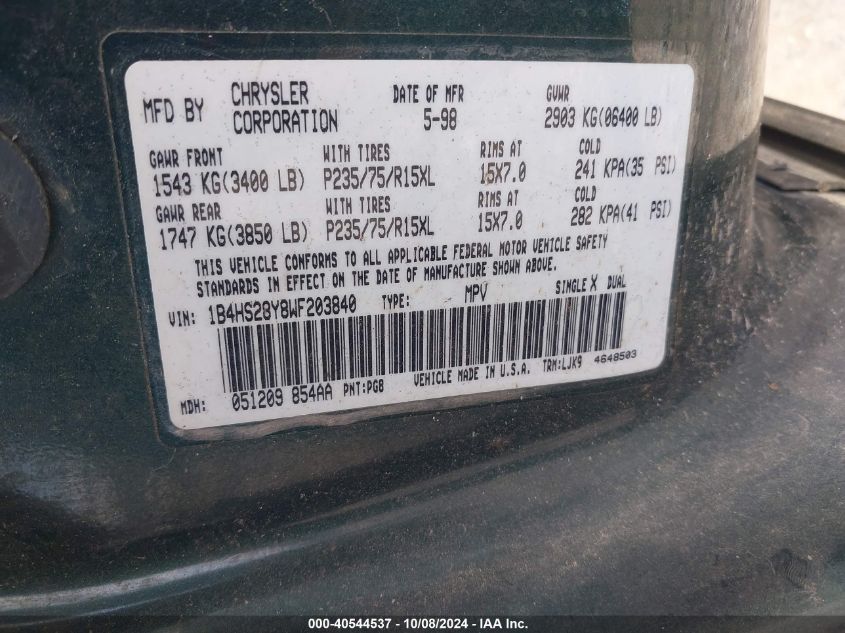 MFD BY CHRYSLER CORPORATION DATE OF MFR 5-98 GVWR 2903 KG(06400 LB)
GAWR FRONT WITH TIRES RIMS AT COLD
1543 KG(3400 LB) P235/75/R15XL 15X7.0 241 KPA(35 PSI)
GAWR REAR WITH TIRES RIMS AT COLD
1747 KG(3850 LB) P235/75/R15XL 15X7.0 282 KPA(41 PSI)
THIS VEHICLE CONFORMS TO ALL APPLICABLE FEDERAL MOTOR VEHICLE SAFETY
STANDARDS IN EFFECT ON THE DATE OF MANUFACTURE SHOWN ABOVE.
VIN: 1B4HS28Y8WF203840 TYPE: MPV SINGLE X DUAL
MDH: 051209 854AA PNT:PG8 VEHICLE MADE IN U.S.A. TRM:LJK9 4648503
000-40544537 - 10/08/2024 - IAA Inc.